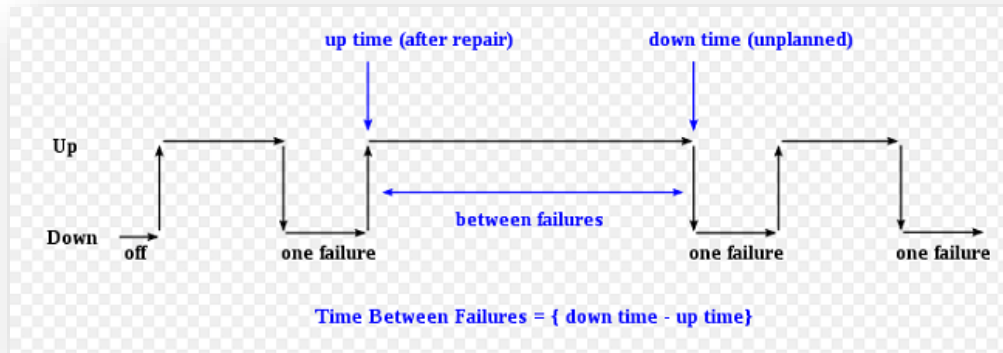 up time (after repair)
down time (unplanned)
Up
between failures
Down
off
one failure
one failure
one failure
Time Between Failures = { down time - up time}